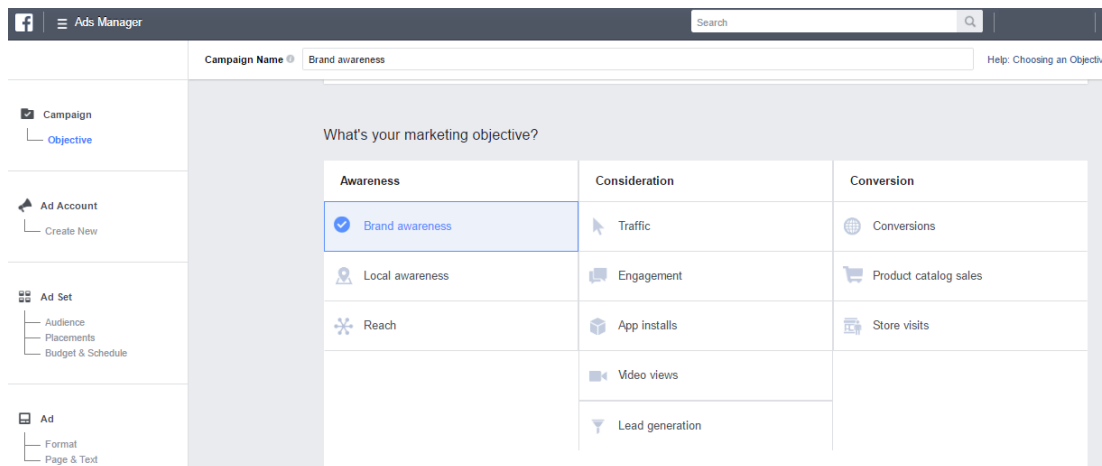 f Ads Manager Search
Campaign Name Brand awareness
Campaign
Objective
Ad Account
Create New
Ad Set
Audience
Placements
Budget & Schedule
Ad
Format
Page & Text
Help: Choosing an Objectiv
What's your marketing objective?
Awareness Consideration Conversion
Brand awareness Traffic Conversions
Local awareness Engagement Product catalog sales
Reach App installs Store visits
Video views
Lead generation